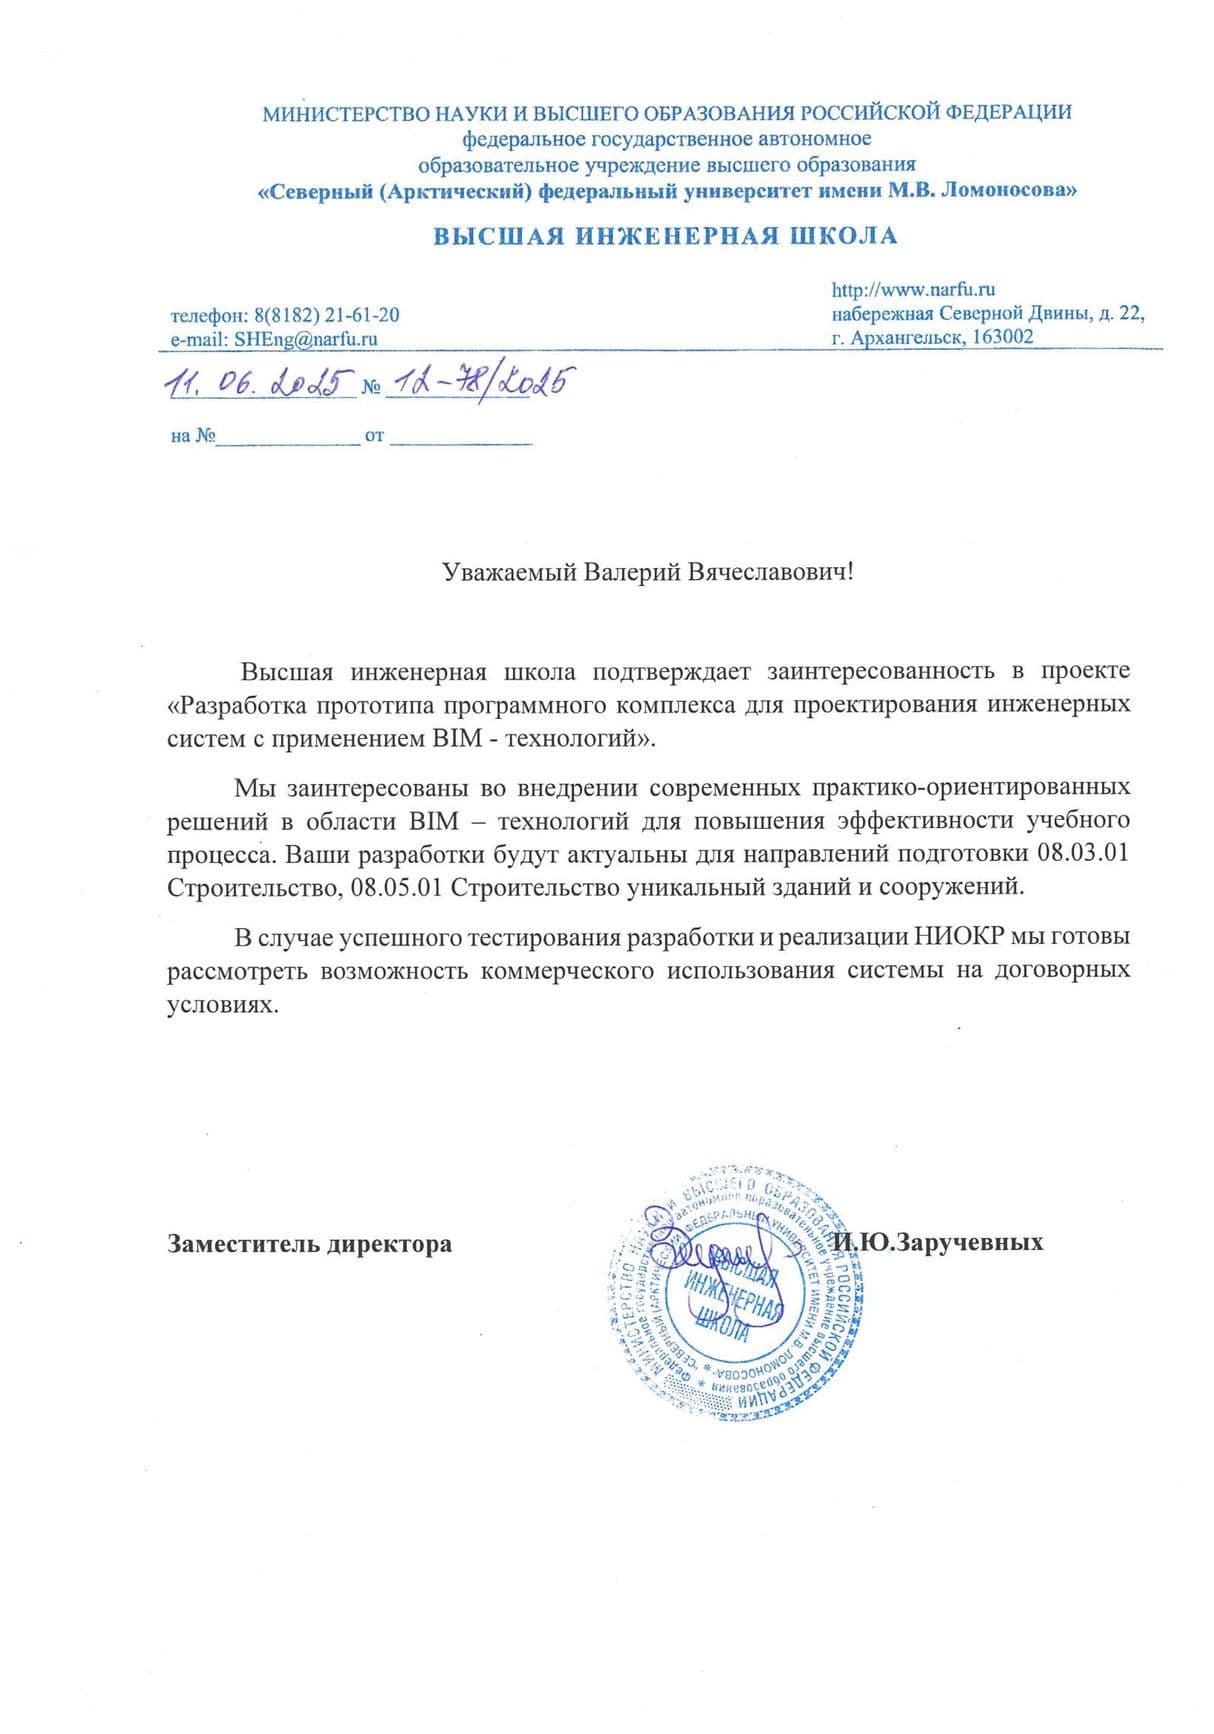 МИНИСТЕРСТВО НАУКИ И ВЫСШЕГО ОБРАЗОВАНИЯ РОССИЙСКОЙ ФЕДЕРАЦИИ
федеральное государственное автономное
образовательное учреждение высшего образования
«Северный (Арктический) федеральный университет имени М.В. Ломоносова»
ВЫСШАЯ ИНЖЕНЕРНАЯ ШКОЛА
телефон: 8(8182) 21-61-20
e-mail: SHEng@narfu.ru
http://www.narfu.ru
набережная Северной Двины, д. 22,
г. Архангельск, 163002
11. 06. 2025 № 12-78/2025
на №______________ от ______________
Уважаемый Валерий Вячеславович!
Высшая инженерная школа подтверждает заинтересованность в проекте
«Разработка прототипа программного комплекса для проектирования инженерных
систем с применением BIM - технологий».
Мы заинтересованы во внедрении современных практико-ориентированных
решений в области BIM – технологий для повышения эффективности учебного
процесса. Ваши разработки будут актуальны для направлений подготовки 08.03.01
Строительство, 08.05.01 Строительство уникальный зданий и сооружений.
В случае успешного тестирования разработки и реализации НИОКР мы готовы
рассмотреть возможность коммерческого использования системы на договорных
условиях.
Заместитель директора
И.Ю.Заручевных
МИНИСТЕРСТВО НАУКИ И ВЫСШЕГО ОБРАЗОВАНИЯ РОССИЙСКОЙ ФЕДЕРАЦИИ
федеральное государственное автономное образовательное учреждение высшего образования
"СЕВЕРНЫЙ (АРКТИЧЕСКИЙ) ФЕДЕРАЛЬНЫЙ УНИВЕРСИТЕТ ИМЕНИ М.В. ЛОМОНОСОВА"
ВЫСШАЯ
ИНЖЕНЕРНАЯ
ШКОЛА